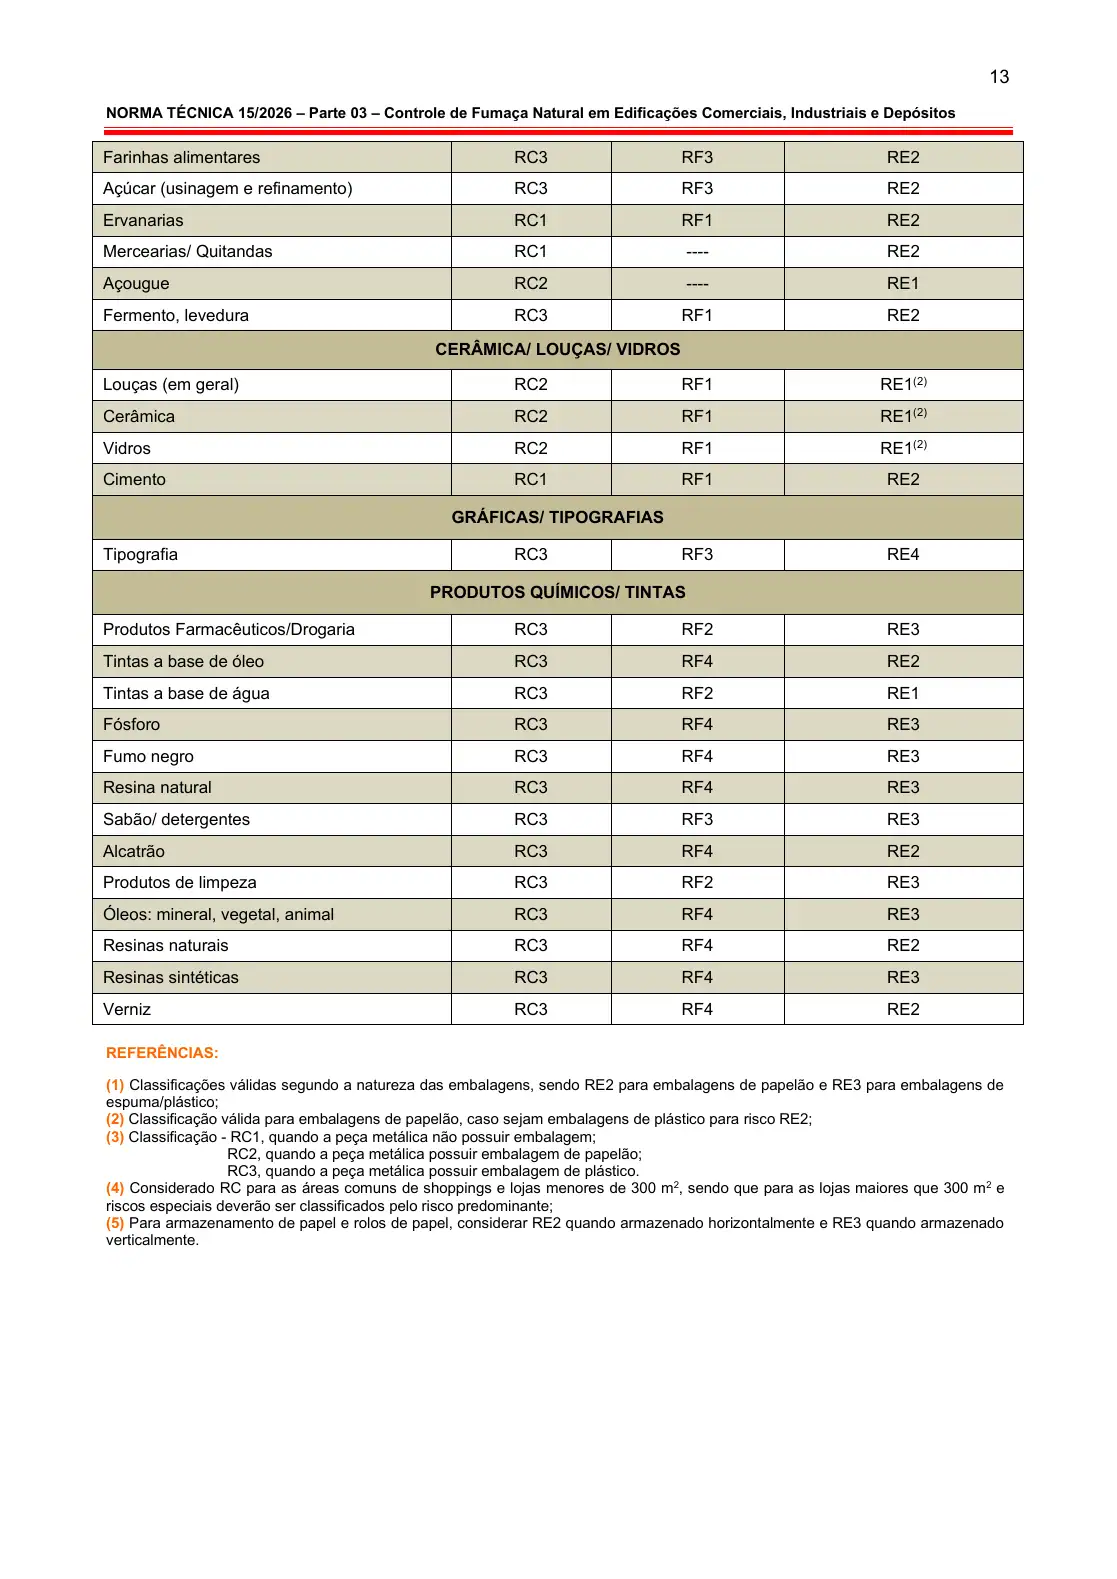 13
NORMA TÉCNICA 15/2026 – Parte 03 – Controle de Fumaça Natural em Edificações Comerciais, Industriais e Depósitos
Farinhas alimentares RC3 RF3 RE2
Açúcar (usinagem e refinamento) RC3 RF3 RE2
Ervanarias RC1 RF1 RE2
Mercearias/ Quitandas RC1 ---- RE2
Açougue RC2 ---- RE1
Fermento, levedura RC3 RF1 RE2
CERÂMICA/ LOUÇAS/ VIDROS
Louças (em geral) RC2 RF1 RE1(2)
Cerâmica RC2 RF1 RE1(2)
Vidros RC2 RF1 RE1(2)
Cimento RC1 RF1 RE2
GRÁFICAS/ TIPOGRAFIAS
Tipografia RC3 RF3 RE4
PRODUTOS QUÍMICOS/ TINTAS
Produtos Farmacêuticos/Drogaria RC3 RF2 RE3
Tintas a base de óleo RC3 RF4 RE2
Tintas a base de água RC3 RF2 RE1
Fósforo RC3 RF4 RE3
Fumo negro RC3 RF4 RE3
Resina natural RC3 RF4 RE3
Sabão/ detergentes RC3 RF3 RE3
Alcatrão RC3 RF4 RE2
Produtos de limpeza RC3 RF2 RE3
Óleos: mineral, vegetal, animal RC3 RF4 RE3
Resinas naturais RC3 RF4 RE2
Resinas sintéticas RC3 RF4 RE3
Verniz RC3 RF4 RE2
REFERÊNCIAS:
(1) Classificações válidas segundo a natureza das embalagens, sendo RE2 para embalagens de papelão e RE3 para embalagens de
espuma/plástico;
(2) Classificação válida para embalagens de papelão, caso sejam embalagens de plástico para risco RE2;
(3) Classificação - RC1, quando a peça metálica não possuir embalagem;
RC2, quando a peça metálica possuir embalagem de papelão;
RC3, quando a peça metálica possuir embalagem de plástico.
(4) Considerado RC para as áreas comuns de shoppings e lojas menores de 300 m², sendo que para as lojas maiores que 300 m² e
riscos especiais deverão ser classificados pelo risco predominante;
(5) Para armazenamento de papel e rolos de papel, considerar RE2 quando armazenado horizontalmente e RE3 quando armazenado
verticalmente.